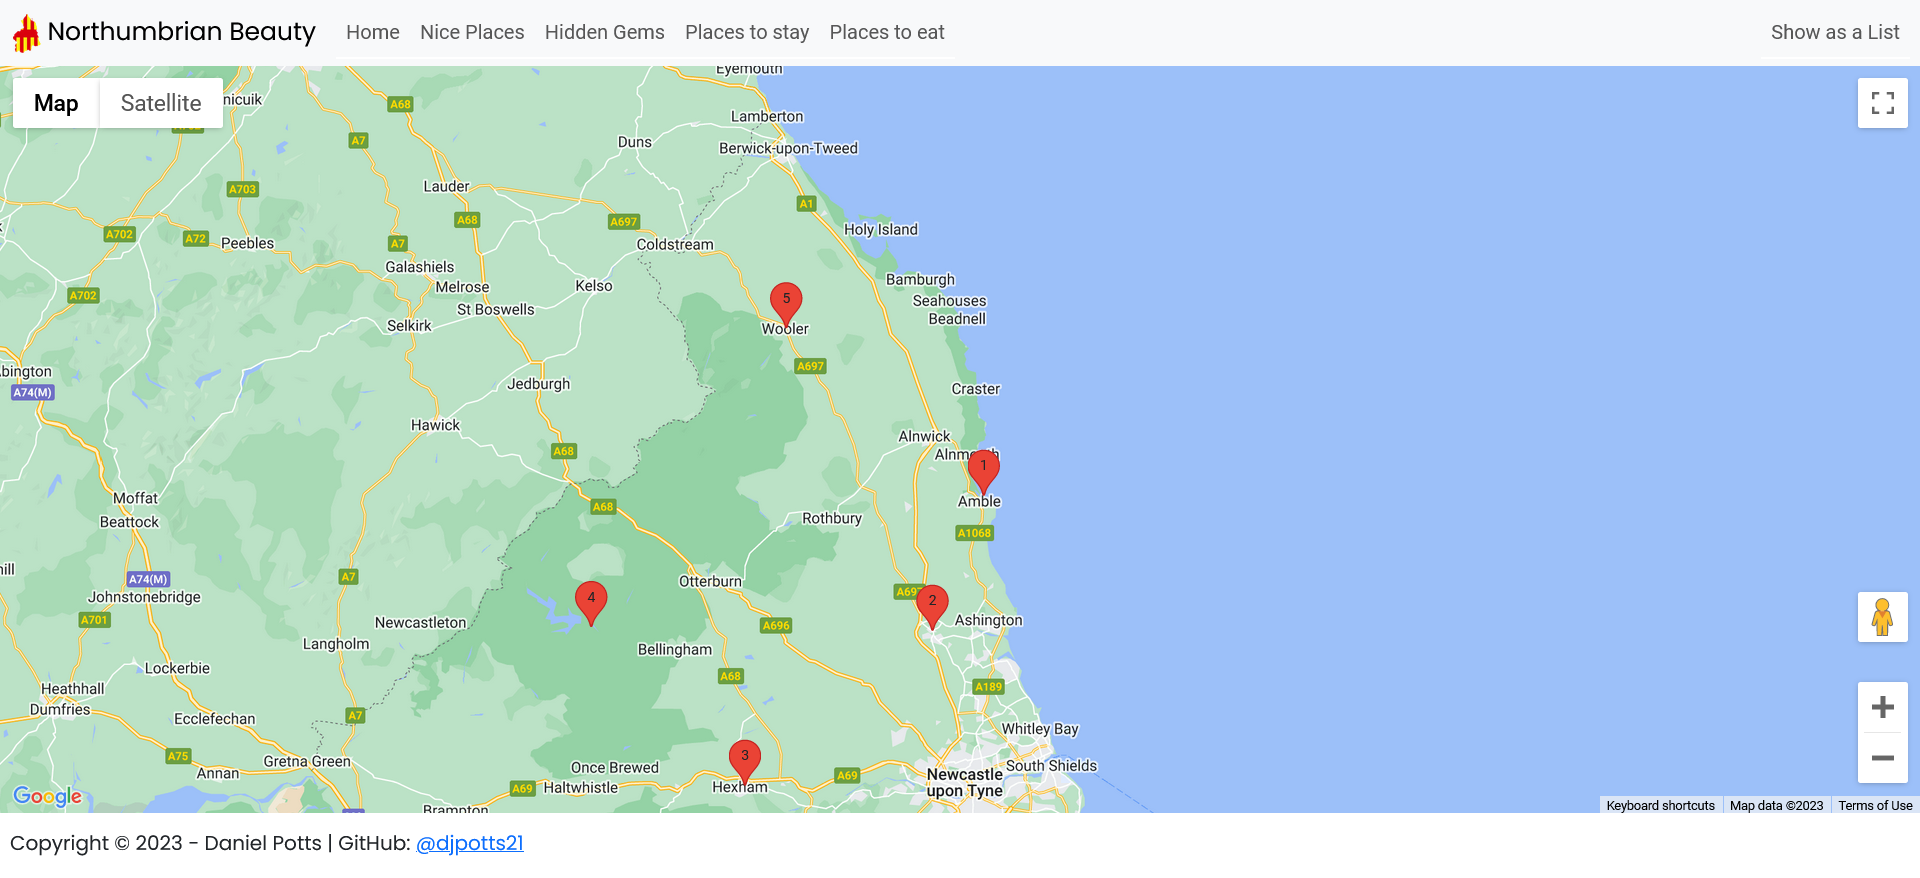 Northumbrian Beauty
Home
Nice Places
Hidden Gems
Places to stay
Places to eat
Show as a List
Map
Satellite
Eyemouth
nicuik
A68
Lamberton
A7
Duns
Berwick-upon-Tweed
Lauder
A703
A1
A68
A697
Holy Island
A702
A72
Peebles
A7
Coldstream
Galashiels
Bamburgh
Melrose
Kelso
A702
5
Seahouses
St Boswells
Beadnell
Selkirk
Wooler
A697
bington
Jedburgh
Craster
A74(M)
Hawick
Alnwick
A68
Alnm
h
1
Moffat
Amble
A68
Beattock
Rothbury
A1068
ill
A7
A74(M)
Otterburn
Johnstonebridge
4
A69
2
A701
Newcastleton
A696
Ashington
Langholm
Bellingham
Lockerbie
A68
Heathhall
A189
Dumfries
Ecclefechan
A7
Whitley Bay
A75
3
Gretna Green
Once Brewed
South Shields
Annan
A69
Newcastle
upon Tyne
A69
Haltwhistle
Hexham
Google
Brampton
Keyboard shortcuts
Map data ©2023
Terms of Use
Copyright © 2023 - Daniel Potts | GitHub: @djpotts21